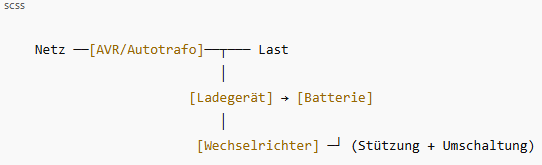 scss
Netz ──[AVR/Autotrafo]──┬─── Last
│
[Ladegerät] → [Batterie]
│
[Wechselrichter] ─┘ (Stützung + Umschaltung)